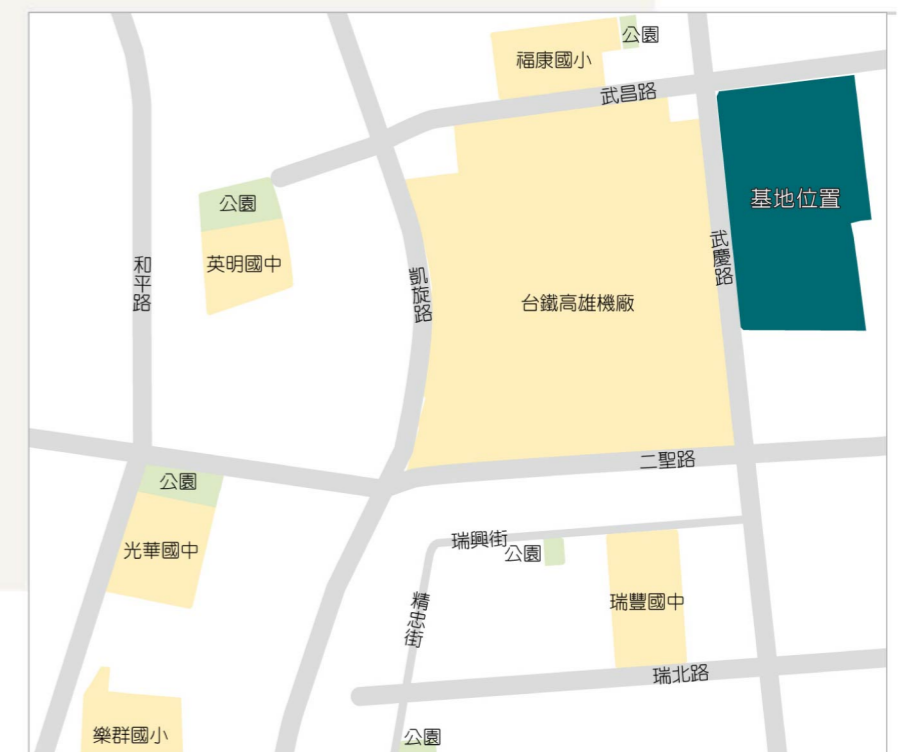 公園
福康國小
武昌路
基地位置
公園
英明國中
和平路
凱旋路
武慶路
台鐵高雄機廠
二聖路
公園
光華國中
瑞興街
公園
精忠街
瑞豐國中
瑞北路
樂群國小
公園